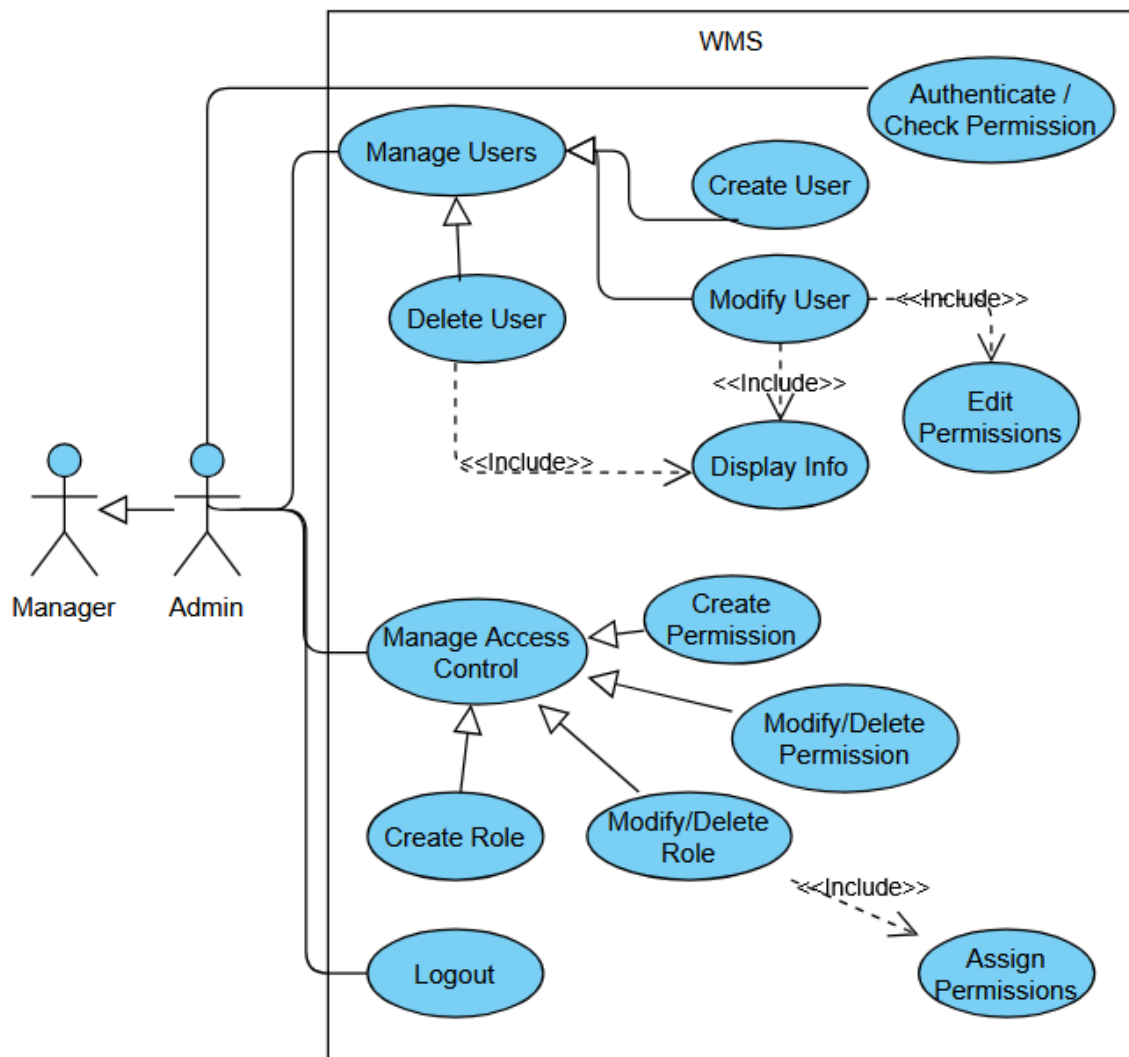 WMS
Authenticate /
Check Permission
Manage Users
Create User
Delete User
Modify User
<<Include>>
<<Include>>
Edit
Permissions
<<Include>>
Display Info
Manager
Admin
Create
Permission
Manage Access
Control
Modify/Delete
Permission
Create Role
Modify/Delete
Role
<<Include>>
Logout
Assign
Permissions